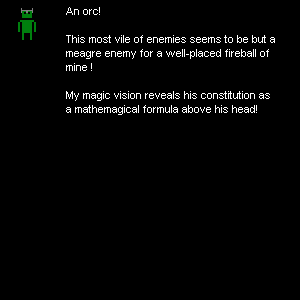 An orc!
This most vile of enemies seems to be but a
meagre enemy for a well-placed fireball of
mine !
My magic vision reveals his constitution as
a mathemagical formula above his head!